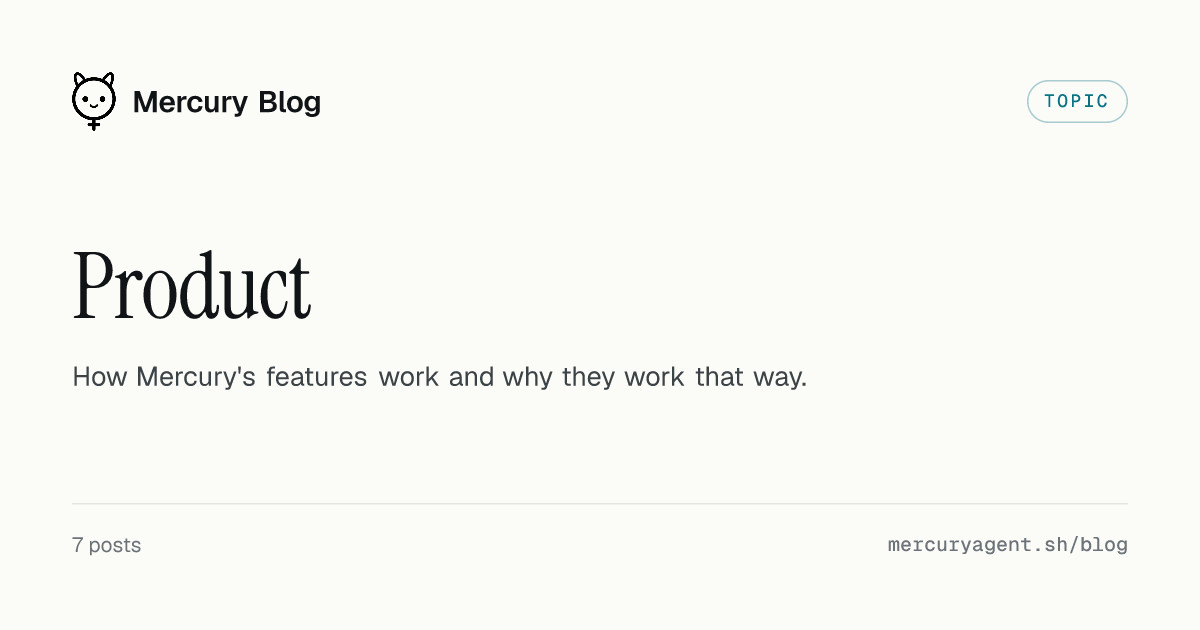 Mercury Blog
TOPIC
Product
How Mercury's features work and why they work that way.
7 posts
mercuryagent.sh/blog